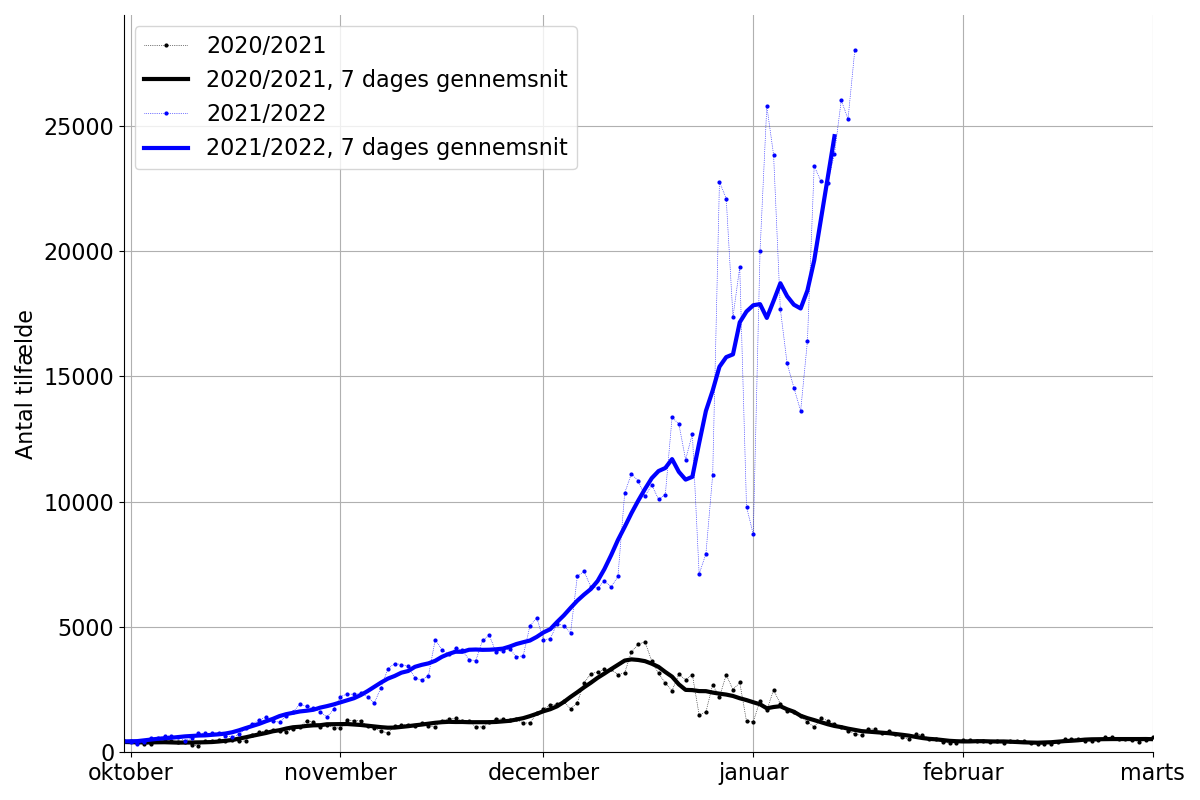 2020/2021
2020/2021, 7 dages gennemsnit
2021/2022
2021/2022, 7 dages gennemsnit
Antal tilfælde
25000
20000
15000
10000
5000
0
oktober november december januar februar marts